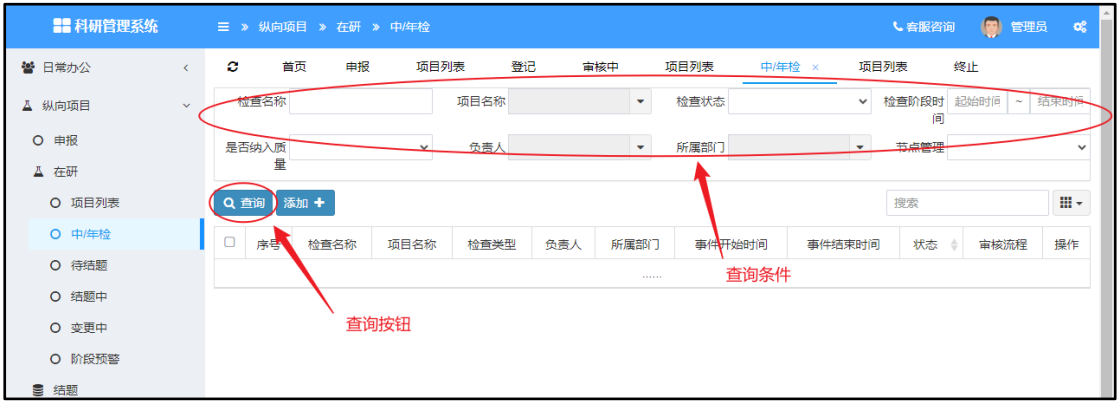 科研管理系统
纵向项目 » 在研 » 中/年检
客服咨询 管理员
日常办公
首页 申报 项目列表 登记 审核中 项目列表 中/年检 × 项目列表 终止
纵向项目
检查名称 项目名称 检查状态 检查阶段时间 起始时间 ~ 结束时间
申报
是否纳入质量 负责人 所属部门 节点管理
在研
项目列表
查询 添加 搜索
中/年检
序号 检查名称 项目名称 检查类型 负责人 所属部门 事件开始时间 事件结束时间 状态 审核流程 操作
待结题
......
查询条件
结题中
变更中
查询按钮
阶段预警
结题